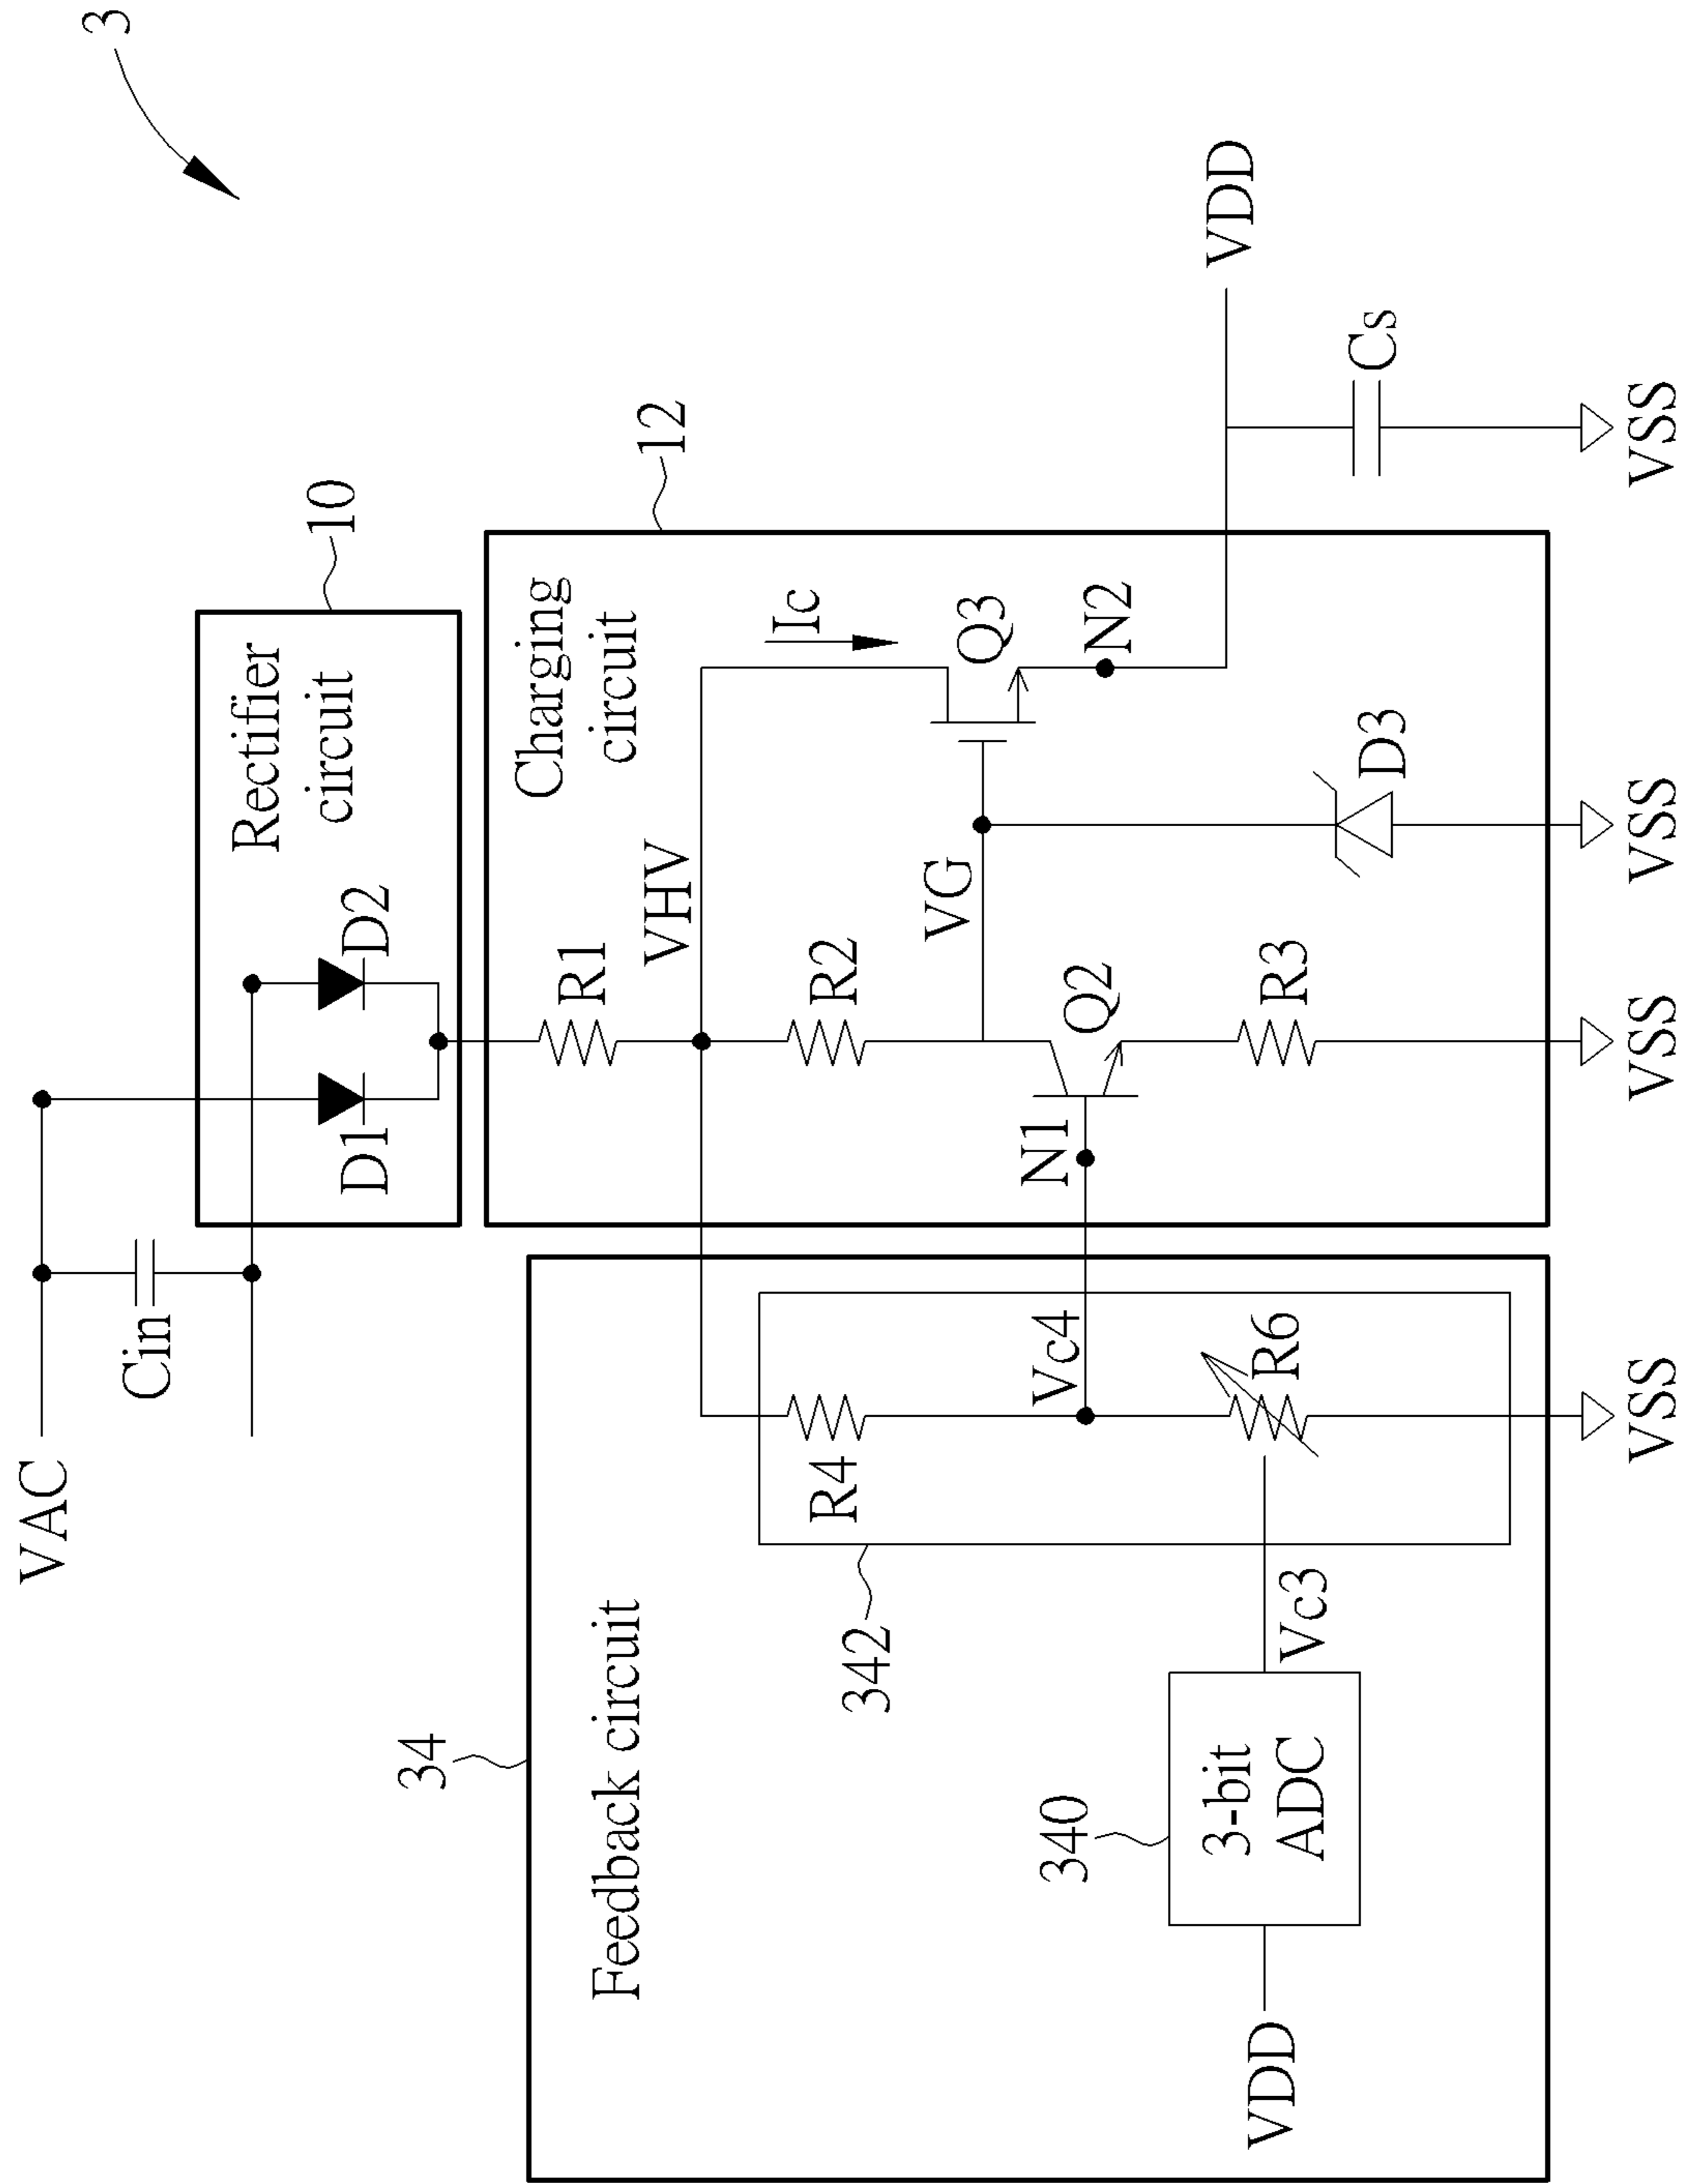 3
VAC
Cin
Rectifier
circuit
10
D1
D2
34
Feedback circuit
Charging
circuit
12
R1
VHV
Ic
342
R4
R2
VG
Q3
340
Vc4
N1
Q2
N2
VDD
VDD
3-bit
ADC
Vc3
R6
R3
D3
Cs
VSS
VSS
VSS
VSS